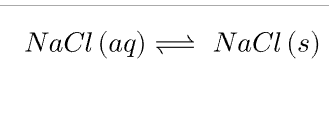 NaCl (aq) ⇌ NaCl (s)